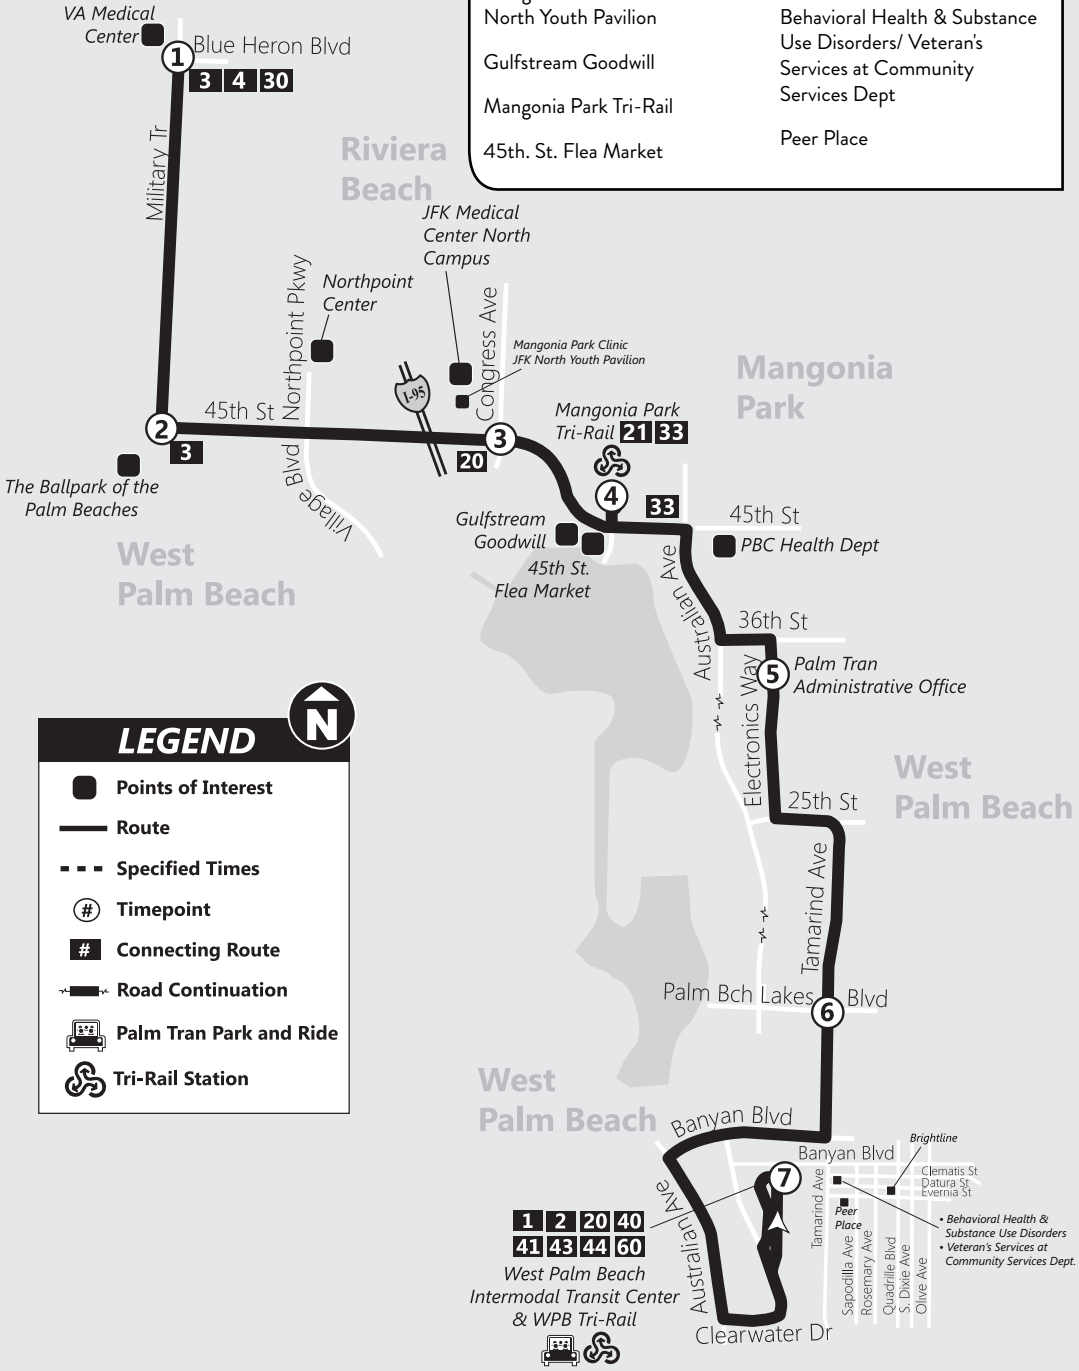 North Youth Pavilion
Gulfstream Goodwill
Mangonia Park Tri-Rail
45th. St. Flea Market
Behavioral Health & Substance
Use Disorders/ Veteran's
Services at Community
Services Dept
Peer Place
VA Medical
Center
1
Blue Heron Blvd
3 4 30
Military Tr
Riviera
Beach
JFK Medical
Center North
Campus
Northpoint
Center
Northpoint Pkwy
Congress Ave
Mangonia Park Clinic
JFK North Youth Pavilion
I-95
Mangonia
Park
2
45th St
3
Village Blvd
20
3
Mangonia Park
Tri-Rail 21 33
4
33
45th St
The Ballpark of the
Palm Beaches
Gulfstream
Goodwill
45th St.
Flea Market
PBC Health Dept
West
Palm Beach
Australian Ave
36th St
5
Palm Tran
Administrative Office
Electronics Way
West
Palm Beach
25th St
Tamarind Ave
Palm Bch Lakes Blvd
6
N
LEGEND
Points of Interest
Route
Specified Times
# Timepoint
# Connecting Route
Road Continuation
Palm Tran Park and Ride
Tri-Rail Station
West
Palm Beach
Banyan Blvd
Banyan Blvd
Brightline
7
Clematis St
Datura St
Evernia St
Tamarind Ave
Peer
Place
• Behavioral Health &
Substance Use Disorders
• Veteran's Services at
Community Services Dept.
Sapodilla Ave
Rosemary Ave
Quadrille Blvd
S. Dixie Ave
Olive Ave
Australian Ave
1 2 20 40
41 43 44 60
West Palm Beach
Intermodal Transit Center
& WPB Tri-Rail
Clearwater Dr